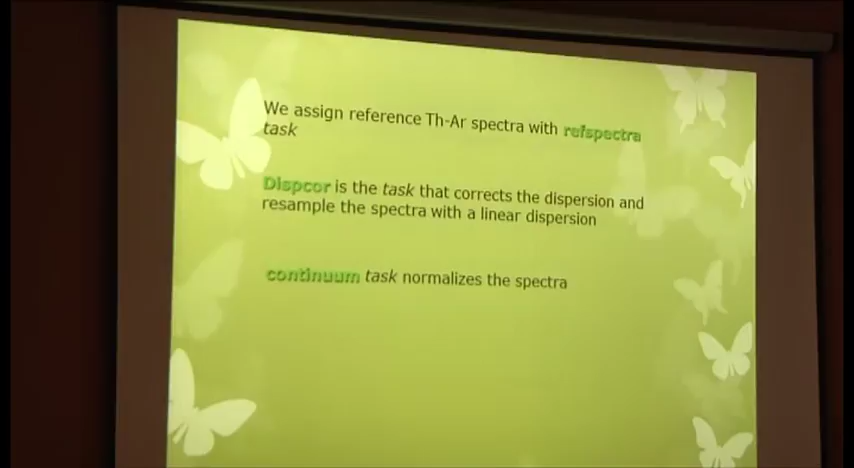 We assign reference Th-Ar spectra with refspectra
task
Dispcor is the task that corrects the dispersion and
resample the spectra with a linear dispersion
continuum task normalizes the spectra